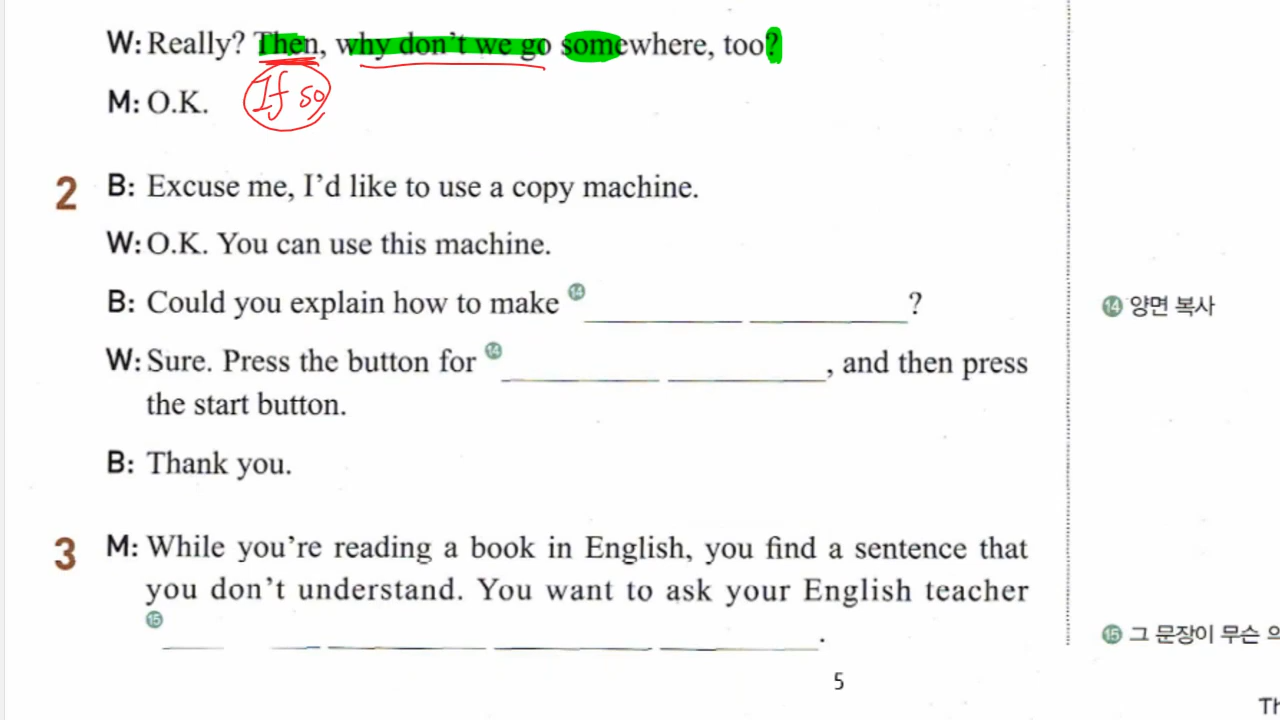 W: Really? Then, why don't we go somewhere, too?
If so
M: O.K.
2 B: Excuse me, I'd like to use a copy machine.
W: O.K. You can use this machine.
B: Could you explain how to make ⑭ ________ ________?
⑭ 양면 복사
W: Sure. Press the button for ⑭ ________ ________, and then press
the start button.
B: Thank you.
3 M: While you're reading a book in English, you find a sentence that
you don't understand. You want to ask your English teacher
⑮ ____ ____ ________ ________ ________.
⑮ 그 문장이 무슨
5
Th